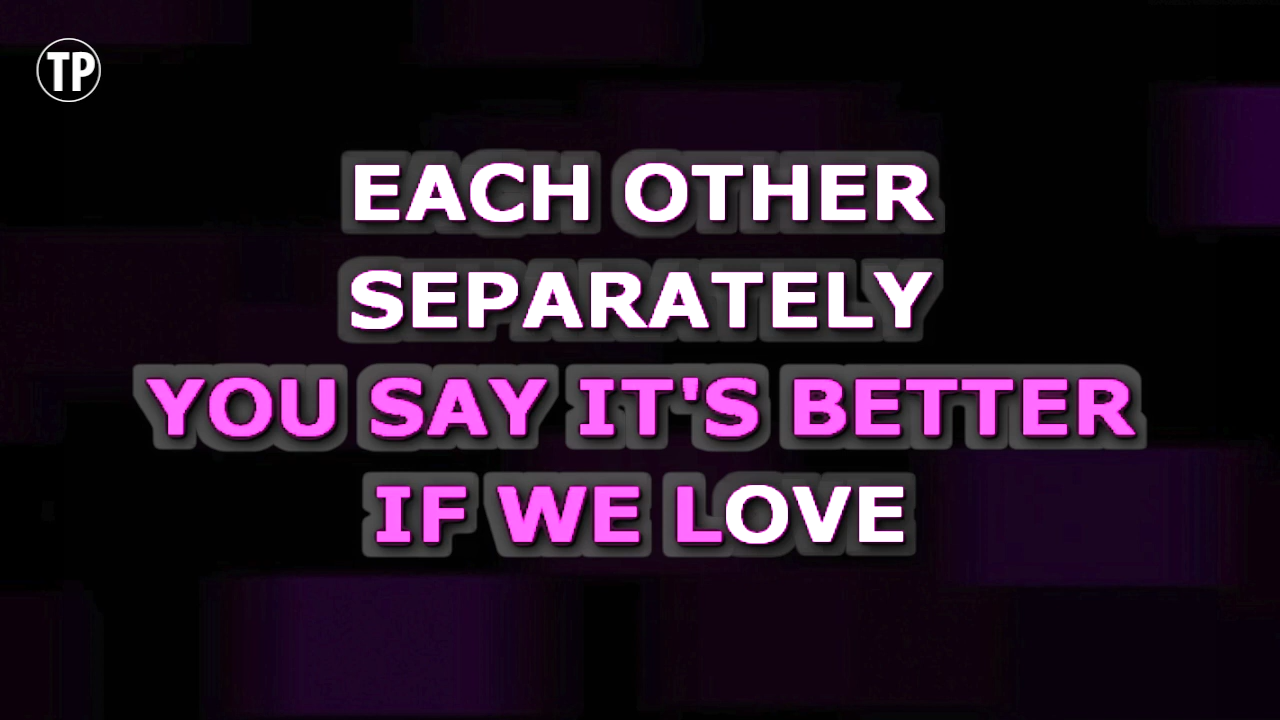 TP
EACH OTHER
SEPARATELY
YOU SAY IT'S BETTER
IF WE LOVE